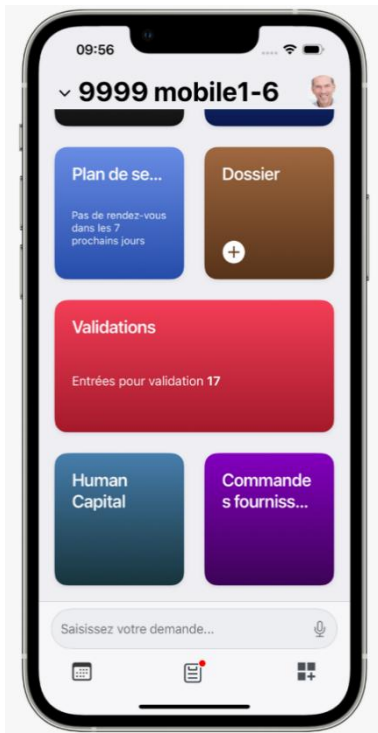 09:56
9999 mobile1-6
Plan de se...
Dossier
Pas de rendez-vous
dans les 7
prochains jours
Validations
Entrées pour validation 17
Human
Capital
Commande
s fourniss...
Saisissez votre demande...